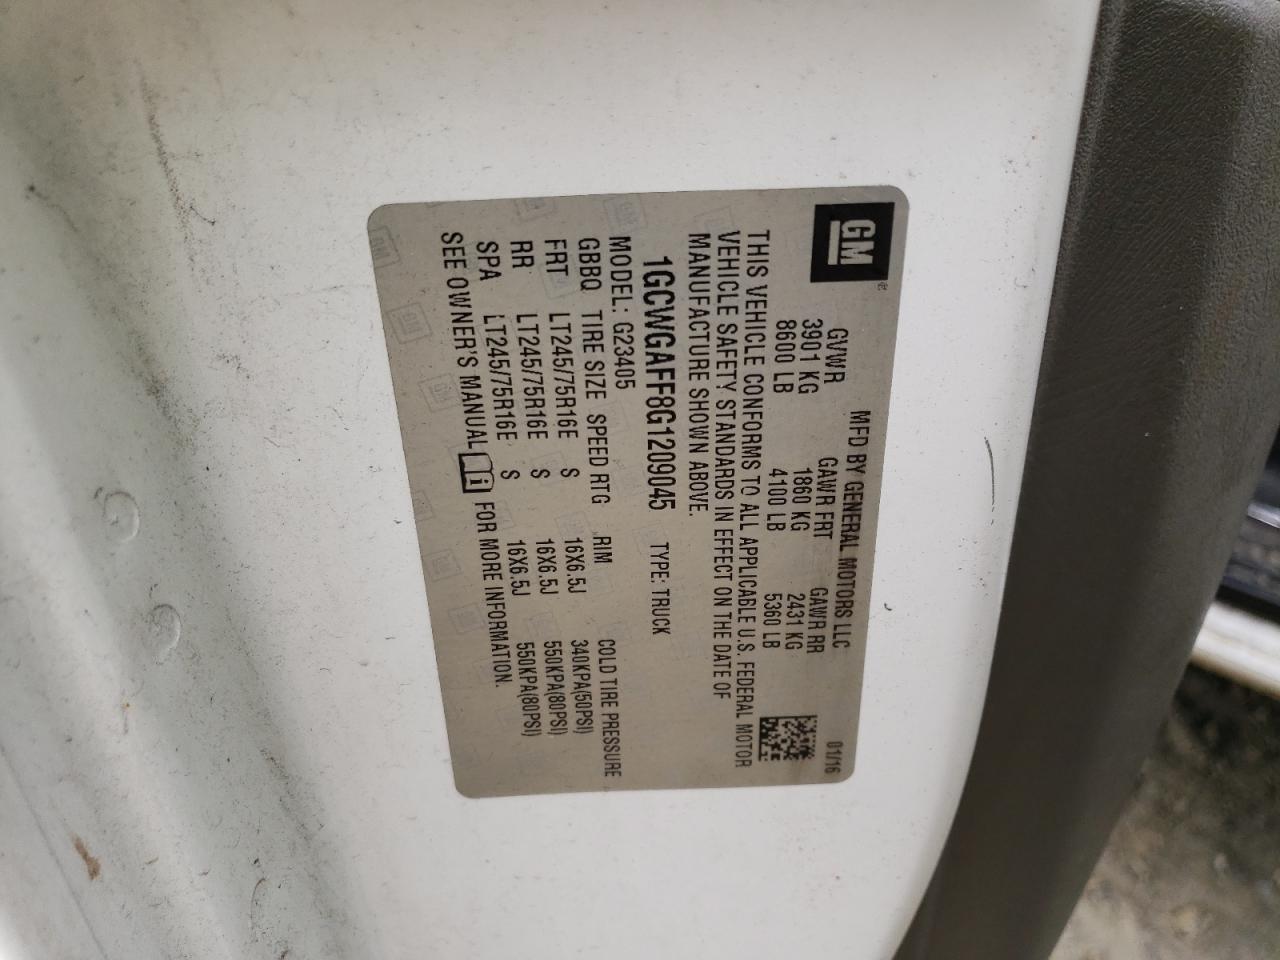 GM
MFD BY GENERAL MOTORS LLC 01/16
GVWR GAWR FRT GAWR RR
3901 KG 1860 KG 2431 KG
8600 LB 4100 LB 5360 LB
THIS VEHICLE CONFORMS TO ALL APPLICABLE U.S. FEDERAL MOTOR
VEHICLE SAFETY STANDARDS IN EFFECT ON THE DATE OF
MANUFACTURE SHOWN ABOVE.
1GCWGAFF8G1209045 TYPE: TRUCK
MODEL: G23405
GBBQ TIRE SIZE SPEED RTG RIM COLD TIRE PRESSURE
FRT LT245/75R16E S 16X6.5J 340KPA(50PSI)
RR LT245/75R16E S 16X6.5J 550KPA(80PSI)
SPA LT245/75R16E S 16X6.5J 550KPA(80PSI)
SEE OWNER'S MANUAL FOR MORE INFORMATION.